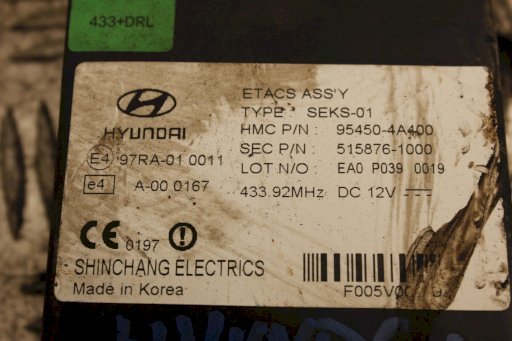 433+DRL
ETACS ASS'Y
TYPE : SEKS-01
HYUNDAI
HMC P/N : 95450-4A400
SEC P/N : 515876-1000
E4 97RA-01 0011
LOT N/O : EA0 P039 0019
e4 A-00 0167
433.92MHz DC 12V
CE 0197
SHINCHANG ELECTRICS
Made in Korea